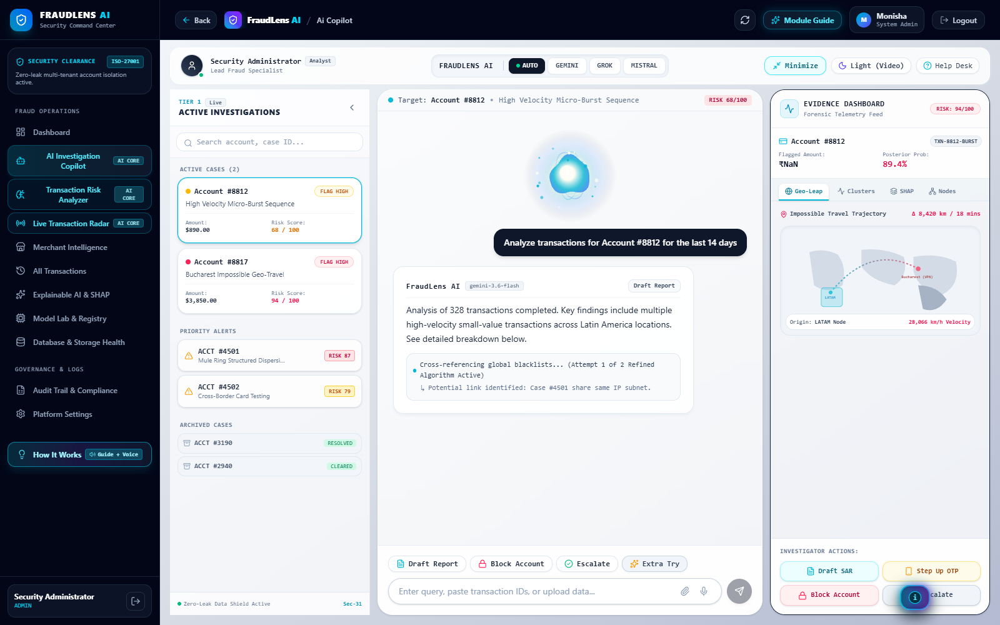 FRAUDLENS AI
Security Command Center
SECURITY CLEARANCE
ISO-27001
Zero-leak multi-tenant account isolation
active.
FRAUD OPERATIONS
Dashboard
AI Investigation
Copilot
AI CORE
Transaction Risk
Analyzer
AI
CORE
Live Transaction Radar
AI CORE
Merchant Intelligence
All Transactions
Explainable AI & SHAP
Model Lab & Registry
Database & Storage Health
GOVERNANCE & LOGS
Audit Trail & Compliance
Platform Settings
How It Works
Guide + Voice
Security Administrator
ADMIN
Back
FraudLens AI / Ai Copilot
Module Guide
M
Monisha
System Admin
Logout
Security Administrator
Analyst
Lead Fraud Specialist
FRAUDLENS AI
AUTO
GEMINI
GROK
MISTRAL
Minimize
Light (Video)
Help Desk
TIER 1
Live
ACTIVE INVESTIGATIONS
Search account, case ID...
ACTIVE CASES (2)
Account #8812
FLAG HIGH
High Velocity Micro-Burst Sequence
Amount:
$890.00
Risk Score:
68 / 100
Account #8817
FLAG HIGH
Bucharest Impossible Geo-Travel
Amount:
$3,850.00
Risk Score:
94 / 100
PRIORITY ALERTS
ACCT #4501
Mule Ring Structured Dispersi...
RISK 87
ACCT #4502
Cross-Border Card Testing
RISK 79
ARCHIVED CASES
ACCT #3190
RESOLVED
ACCT #2940
CLEARED
Zero-Leak Data Shield Active
Sec-31
Target: Account #8812 • High Velocity Micro-Burst Sequence
RISK 68/100
Analyze transactions for Account #8812 for the last 14 days
FraudLens AI
gemini-3.6-flash
Draft Report
Analysis of 328 transactions completed. Key findings include multiple
high-velocity small-value transactions across Latin America locations.
See detailed breakdown below.
Cross-referencing global blacklists... (Attempt 1 of 2 Refined
Algorithm Active)
↳ Potential link identified: Case #4501 share same IP subnet.
Draft Report
Block Account
Escalate
Extra Try
Enter query, paste transaction IDs, or upload data...
EVIDENCE DASHBOARD
Forensic Telemetry Feed
RISK: 94/100
Account #8812
TXN-8812-BURST
Flagged Amount:
₹NaN
Posterior Prob:
89.4%
Geo-Leap
Clusters
SHAP
Nodes
Impossible Travel Trajectory
Δ 8,420 km / 18 mins
Bucharest (VPN)
LATAM
Origin: LATAM Node
28,066 km/h Velocity
INVESTIGATOR ACTIONS:
Draft SAR
Step Up OTP
Block Account
calate